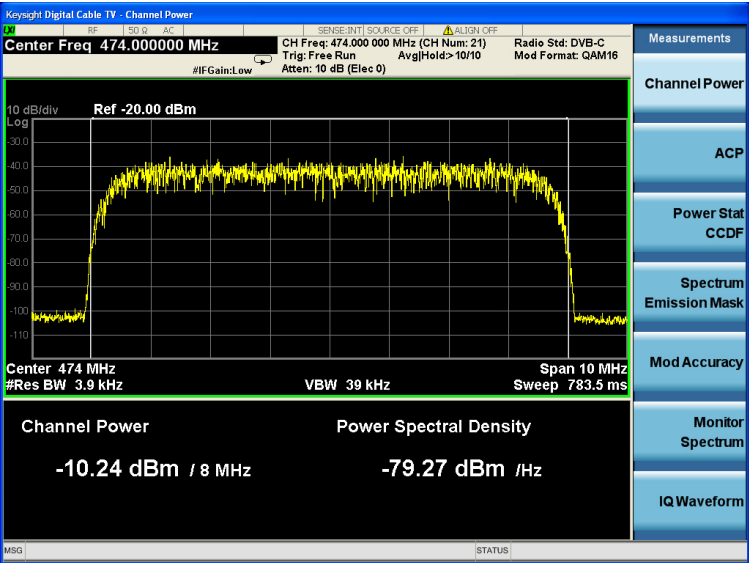 Keysight Digital Cable TV - Channel Power
LXI RF 50 Ω AC SENSE:INT SOURCE OFF ALIGN OFF
Center Freq 474.000000 MHz
CH Freq: 474.000 000 MHz (CH Num: 21) Radio Std: DVB-C
Trig: Free Run Avg|Hold:>10/10 Mod Format: QAM16
#IFGain:Low Atten: 10 dB (Elec 0)
10 dB/div Ref -20.00 dBm
Log
-30.0
-40.0
-50.0
-60.0
-70.0
-80.0
-90.0
-100
-110
Center 474 MHz Span 10 MHz
#Res BW 3.9 kHz VBW 39 kHz Sweep 783.5 ms
Channel Power Power Spectral Density
-10.24 dBm / 8 MHz -79.27 dBm /Hz
MSG STATUS
Measurements
Channel Power
ACP
Power Stat
CCDF
Spectrum
Emission Mask
Mod Accuracy
Monitor
Spectrum
IQ Waveform